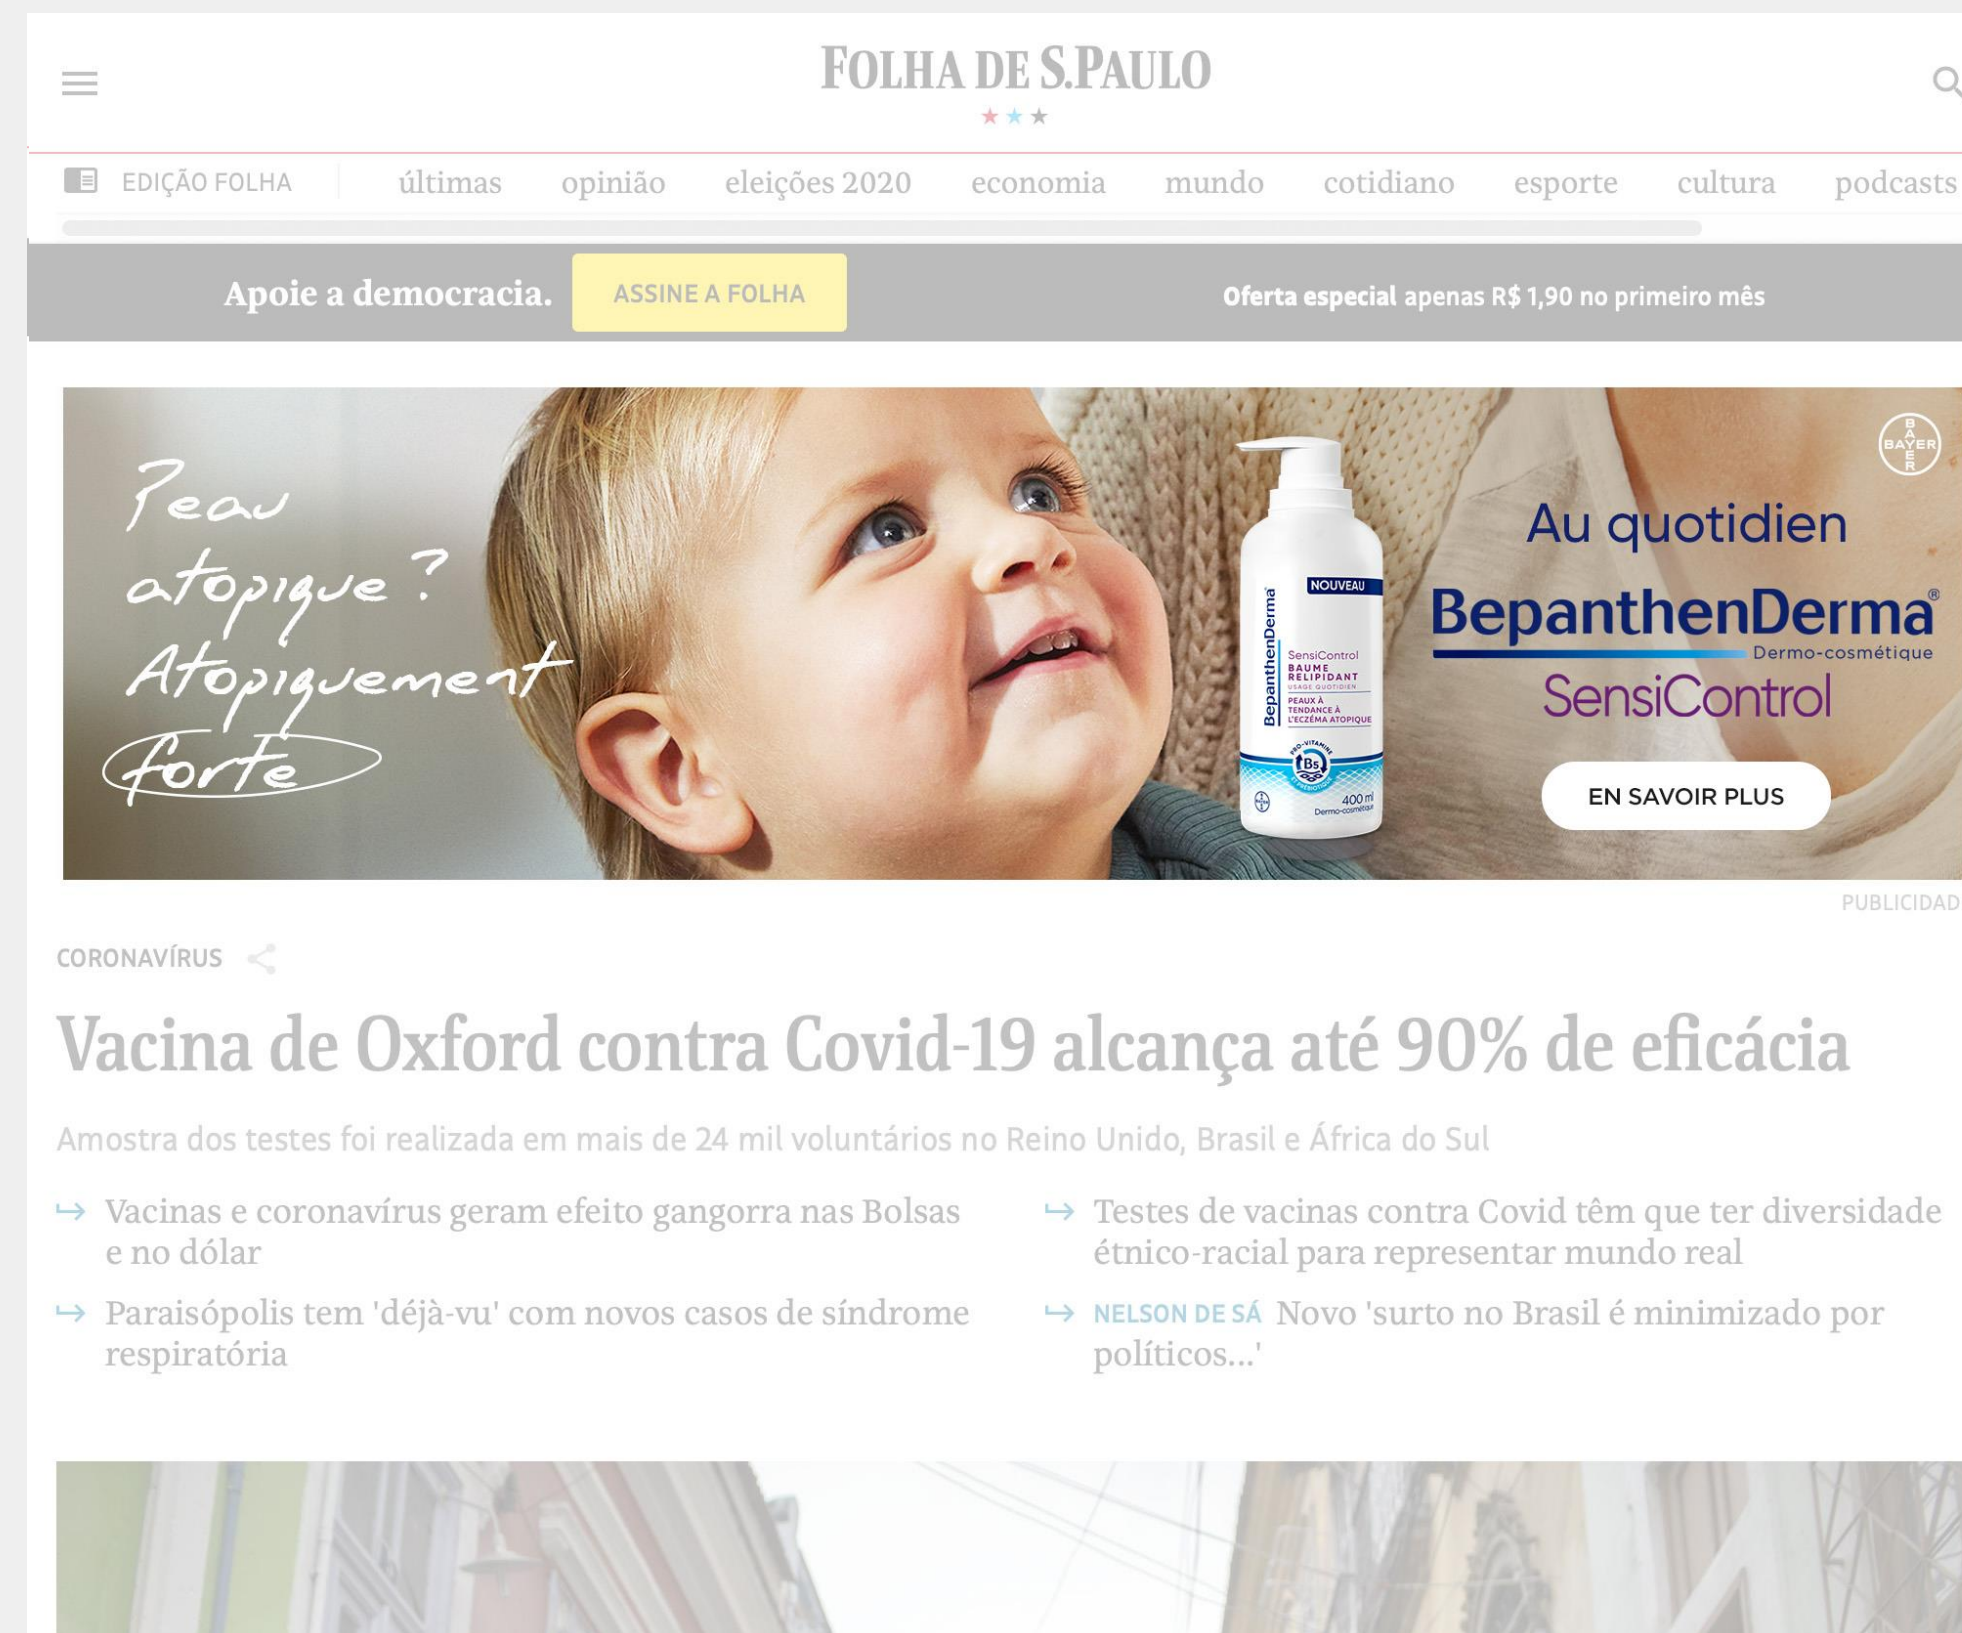 FOLHA DE S.PAULO
EDIÇÃO FOLHA últimas opinião eleições 2020 economia mundo cotidiano esporte cultura podcasts
Apoie a democracia. ASSINE A FOLHA Oferta especial apenas R$ 1,90 no primeiro mês
Peau
atopique ?
Atopiquement
forte
NOUVEAU
BepanthenDerma
SensiControl
BAUME
RELIPIDANT
USAGE QUOTIDIEN
PEAUX À
TENDANCE À
L'ECZÉMA ATOPIQUE
PRO-VITAMINE
B5
ET PRÉBIOTIQUE
400 ml
Dermo-cosmétique
BAYER
BAYER
Au quotidien
BepanthenDerma®
Dermo-cosmétique
SensiControl
EN SAVOIR PLUS
PUBLICIDAD
CORONAVÍRUS
Vacina de Oxford contra Covid-19 alcança até 90% de eficácia
Amostra dos testes foi realizada em mais de 24 mil voluntários no Reino Unido, Brasil e África do Sul
Vacinas e coronavírus geram efeito gangorra nas Bolsas
e no dólar
Paraisópolis tem 'déjà-vu' com novos casos de síndrome
respiratória
Testes de vacinas contra Covid têm que ter diversidade
étnico-racial para representar mundo real
NELSON DE SÁ Novo 'surto no Brasil é minimizado por
políticos...'